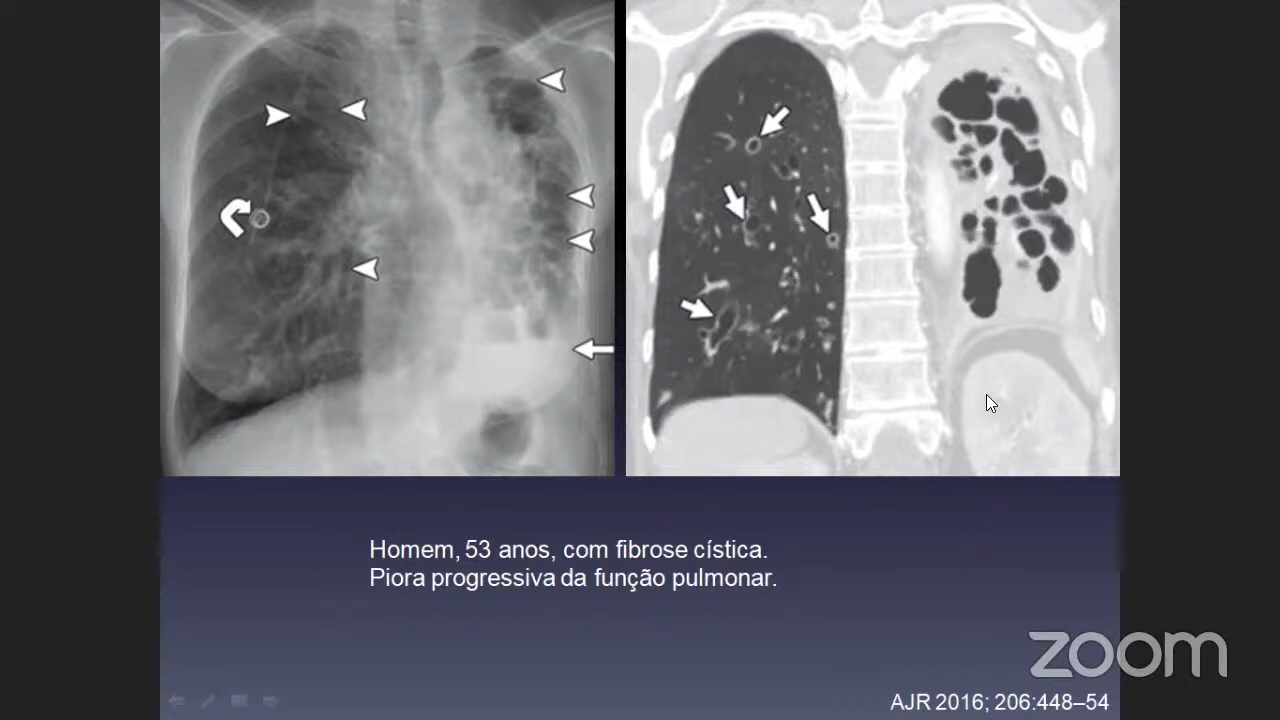 Homem, 53 anos, com fibrose cística.
Piora progressiva da função pulmonar.
zoom
AJR 2016; 206:448–54